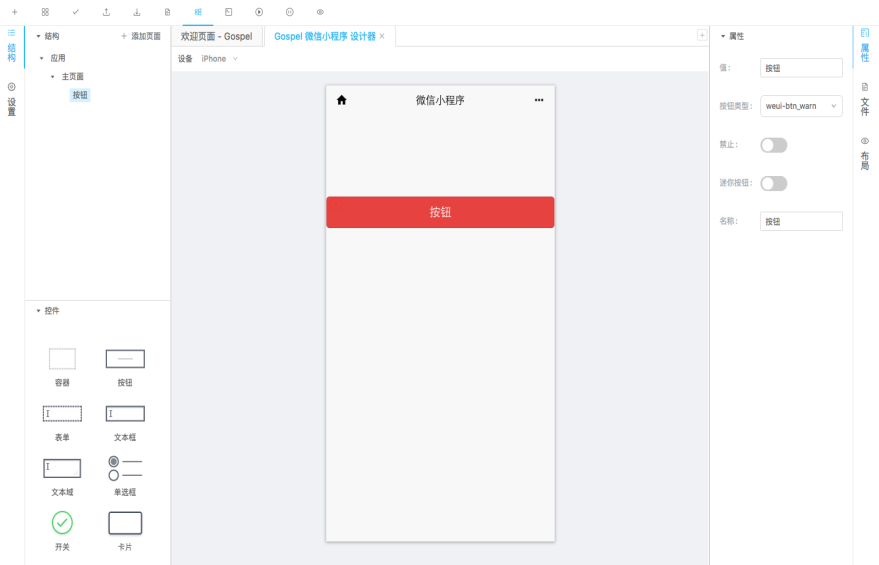 结构
设置
结构
添加页面
应用
主页面
按钮
控件
容器
按钮
表单
文本框
文本域
单选框
开关
卡片
欢迎页面 - Gospel
Gospel 微信小程序 设计器
设备 iPhone
微信小程序
按钮
属性
值: 按钮
按钮类型: weui-btn_warn
禁止:
迷你按钮:
名称: 按钮
属性
文件
布局